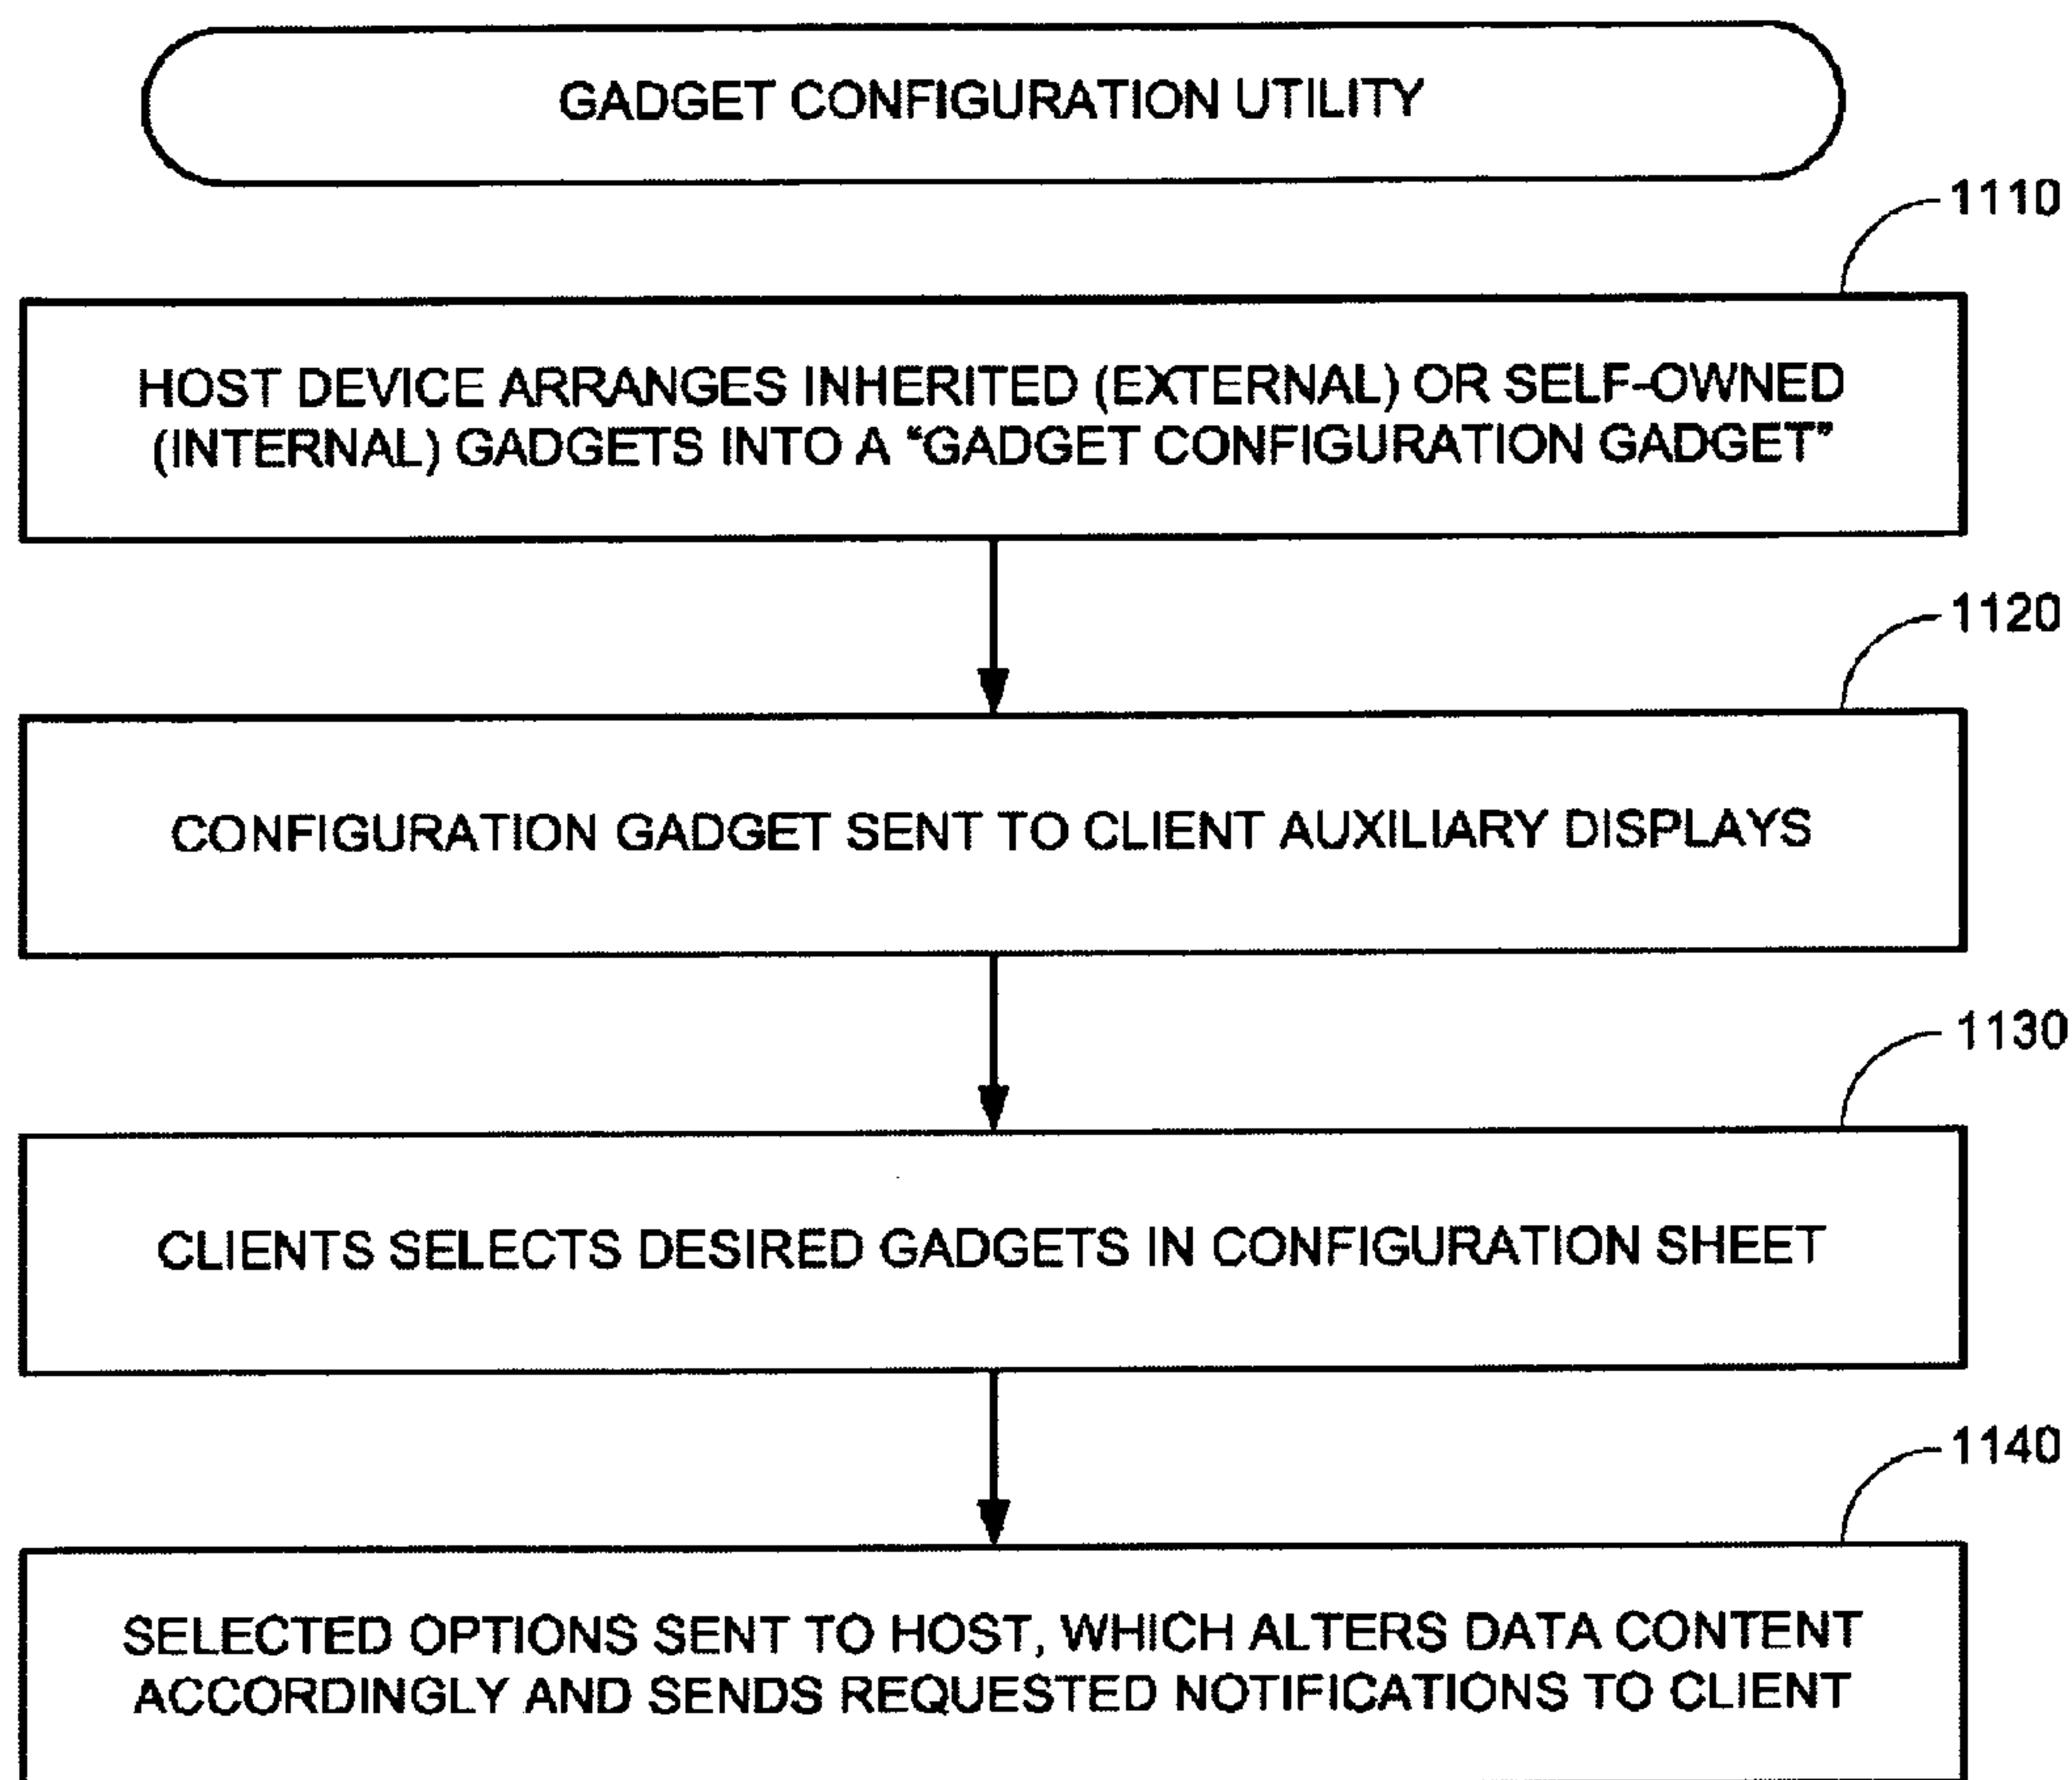 GADGET CONFIGURATION UTILITY
1110
HOST DEVICE ARRANGES INHERITED (EXTERNAL) OR SELF-OWNED
(INTERNAL) GADGETS INTO A “GADGET CONFIGURATION GADGET”
1120
CONFIGURATION GADGET SENT TO CLIENT AUXILIARY DISPLAYS
1130
CLIENTS SELECTS DESIRED GADGETS IN CONFIGURATION SHEET
1140
SELECTED OPTIONS SENT TO HOST, WHICH ALTERS DATA CONTENT
ACCORDINGLY AND SENDS REQUESTED NOTIFICATIONS TO CLIENT